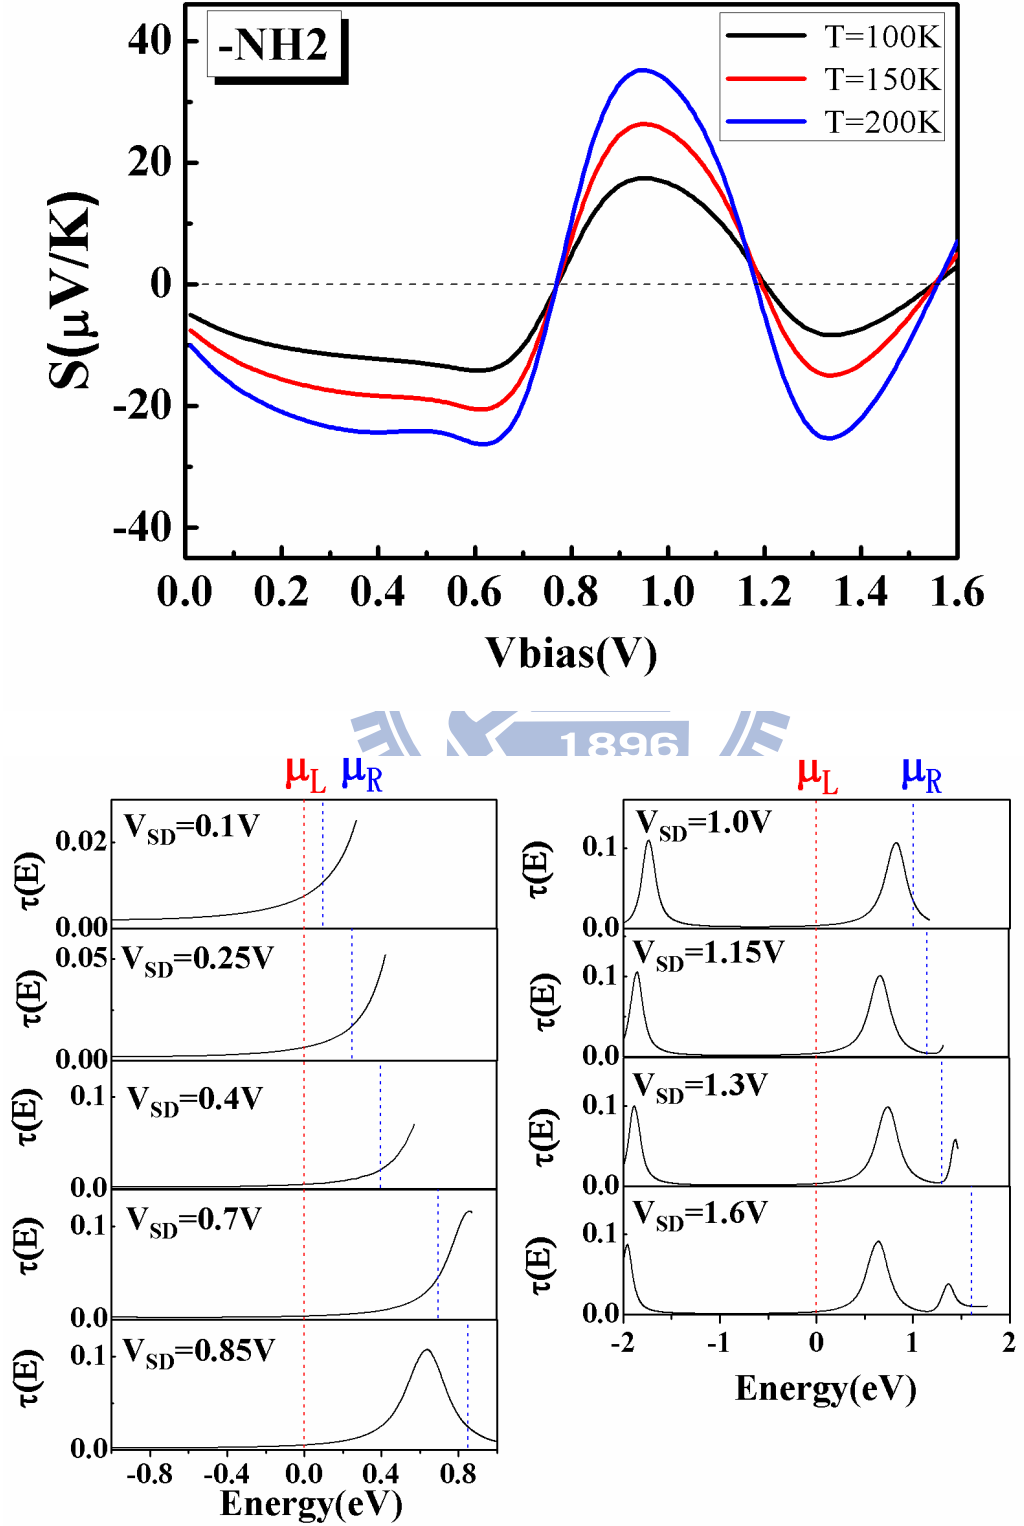 -NH2
T=100K
T=150K
T=200K
40
20
0
-20
-40
S(μV/K)
0.0 0.2 0.4 0.6 0.8 1.0 1.2 1.4 1.6
Vbias(V)
1896
μL μR
VSD=0.1V
0.02
0.00
τ(E)
VSD=0.25V
0.05
0.00
τ(E)
VSD=0.4V
0.1
0.0
τ(E)
VSD=0.7V
0.1
0.0
τ(E)
VSD=0.85V
0.1
0.0
τ(E)
-0.8 -0.4 0.0 0.4 0.8
Energy(eV)
μL μR
VSD=1.0V
0.1
0.0
τ(E)
VSD=1.15V
0.1
0.0
τ(E)
VSD=1.3V
0.1
0.0
τ(E)
VSD=1.6V
0.1
0.0
τ(E)
-2 -1 0 1 2
Energy(eV)